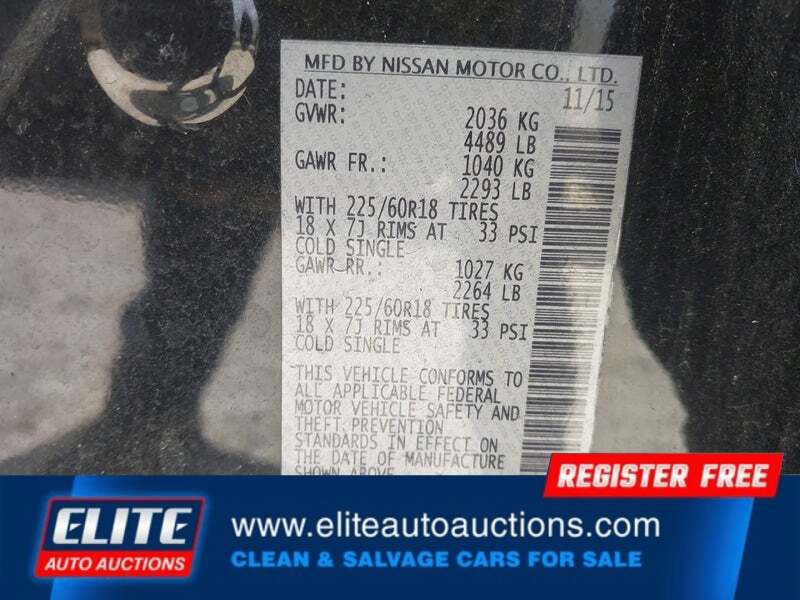 MFD BY NISSAN MOTOR CO., LTD.
DATE: 11/15
GVWR: 2036 KG
4489 LB
GAWR FR.: 1040 KG
2293 LB
WITH 225/60R18 TIRES
18 X 7J RIMS AT 33 PSI
COLD SINGLE
GAWR RR.: 1027 KG
2264 LB
WITH 225/60R18 TIRES
18 X 7J RIMS AT 33 PSI
COLD SINGLE
THIS VEHICLE CONFORMS TO
ALL APPLICABLE FEDERAL
MOTOR VEHICLE SAFETY AND
THEFT PREVENTION
STANDARDS IN EFFECT ON
THE DATE OF MANUFACTURE
SHOWN ABOVE
REGISTER FREE
ELITE
AUTO AUCTIONS
www.eliteautoauctions.com
CLEAN & SALVAGE CARS FOR SALE